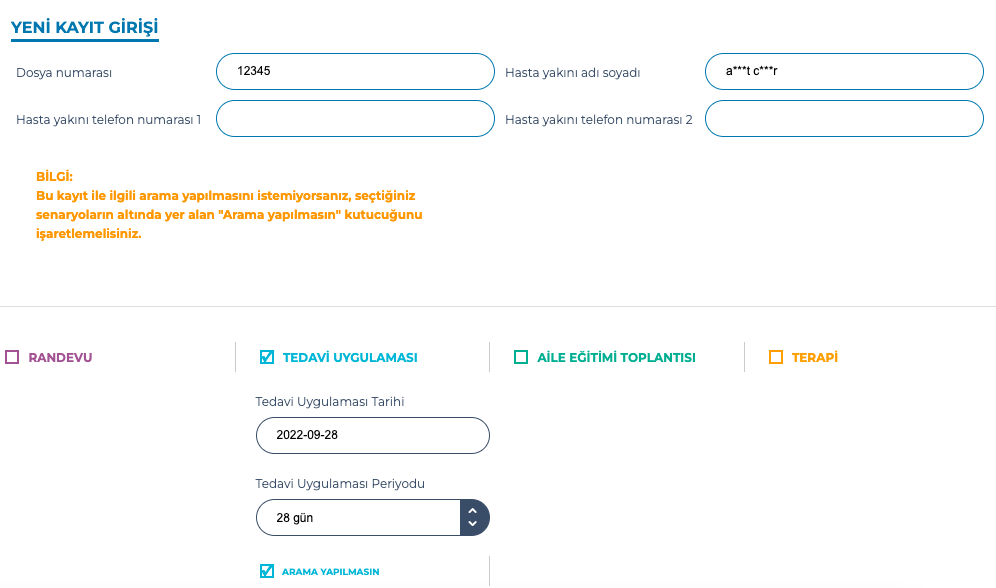 YENİ KAYIT GİRİŞİ
Dosya numarası 12345 Hasta yakını adı soyadı a***t c***r
Hasta yakını telefon numarası 1 Hasta yakını telefon numarası 2
BİLGİ:
Bu kayıt ile ilgili arama yapılmasını istemiyorsanız, seçtiğiniz
senaryoların altında yer alan "Arama yapılmasın" kutucuğunu
işaretlemelisiniz.
RANDEVU TEDAVİ UYGULAMASI AİLE EĞİTİMİ TOPLANTISI TERAPİ
Tedavi Uygulaması Tarihi
2022-09-28
Tedavi Uygulaması Periyodu
28 gün
ARAMA YAPILMASIN